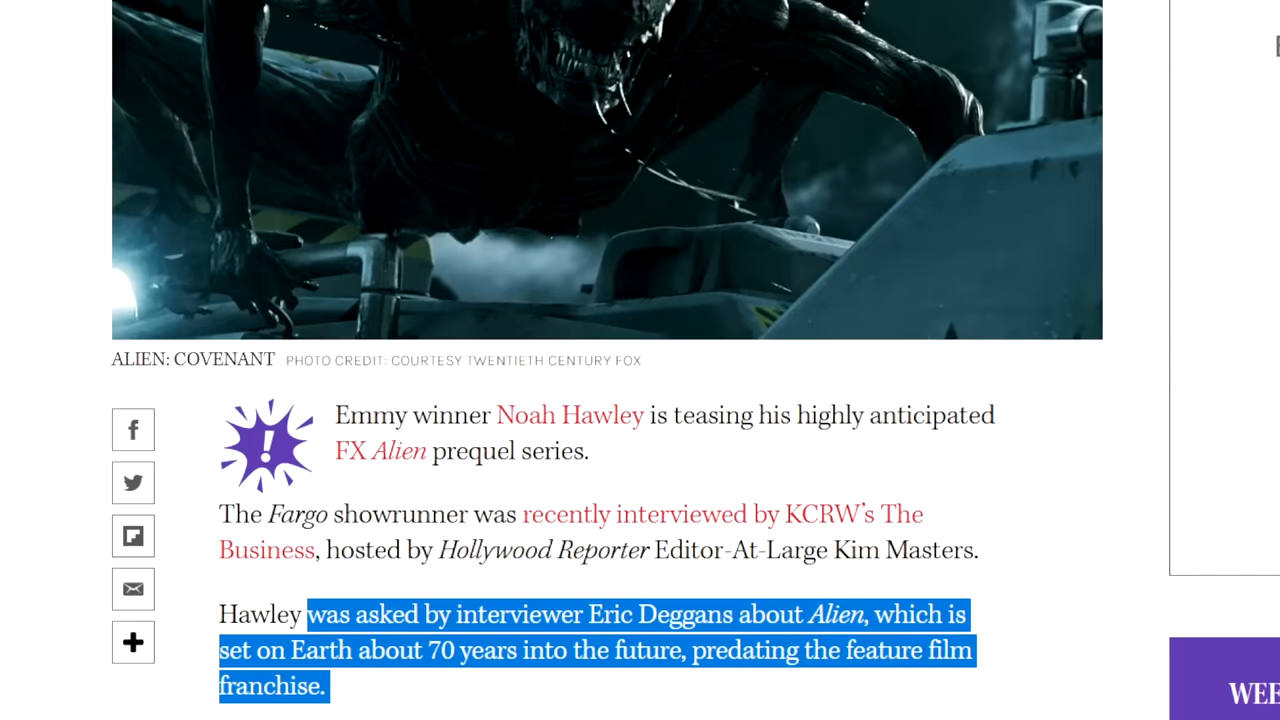 ALIEN: COVENANT PHOTO CREDIT: COURTESY TWENTIETH CENTURY FOX
Emmy winner Noah Hawley is teasing his highly anticipated
FX Alien prequel series.
The Fargo showrunner was recently interviewed by KCRW's The
Business, hosted by Hollywood Reporter Editor-At-Large Kim Masters.
Hawley was asked by interviewer Eric Deggans about Alien, which is
set on Earth about 70 years into the future, predating the feature film
franchise.